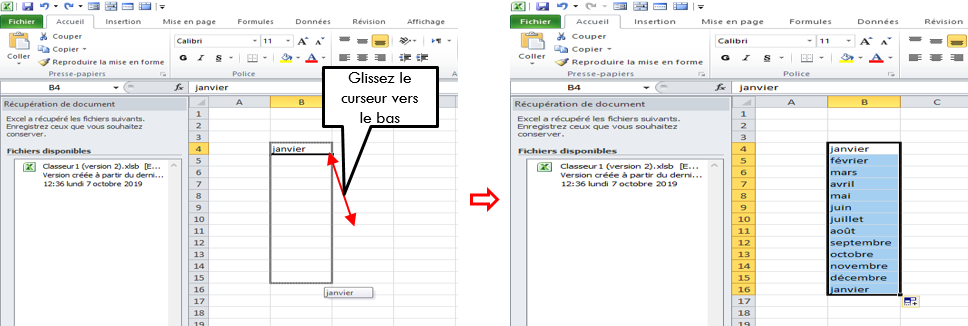 Fichier Accueil Insertion Mise en page Formules Données Révision Affichage
Coller
Couper
Copier
Reproduire la mise en forme
Presse-papiers
Calibri 11 A A
G I S
Police
B4 fx janvier
Récupération de document
Excel a récupéré les fichiers suivants.
Enregistrez ceux que vous souhaitez
conserver.
Fichiers disponibles
Classeur1 (version 2).xlsb [E...
Version créée à partir du derni...
12:36 lundi 7 octobre 2019
A B C D
1
2
3
4 janvier
5
6
7
8
9
10
11
12
13
14
15
16
17
18
19
janvier
Glissez le
curseur vers
le bas
Fichier Accueil Insertion Mise en page Formules Données Révision
Coller
Couper
Copier
Reproduire la mise en forme
Presse-papiers
Calibri 11 A A
G I S
Police
B4 fx janvier
Récupération de document
Excel a récupéré les fichiers suivants.
Enregistrez ceux que vous souhaitez
conserver.
Fichiers disponibles
Classeur1 (version 2).xlsb [E...
Version créée à partir du derni...
12:36 lundi 7 octobre 2019
A B C
1
2
3
4 janvier
5 février
6 mars
7 avril
8 mai
9 juin
10 juillet
11 août
12 septembre
13 octobre
14 novembre
15 décembre
16 janvier
17
18
19